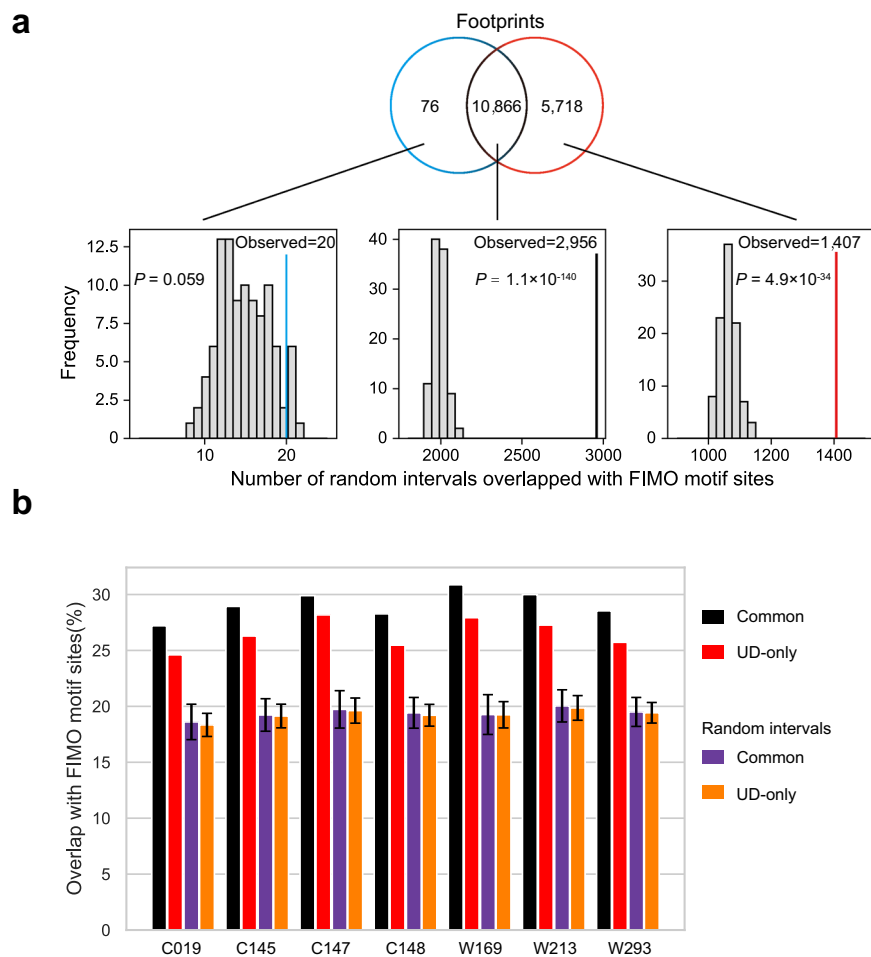 a
Footprints
76
10,866
5,718
Observed=20
P = 0.059
Frequency
12.5
10.0
7.5
5.0
2.5
0.0
10
20
Observed=2,956
P = 1.1×10⁻¹⁴⁰
40
30
20
10
0
2000
2500
3000
Observed=1,407
P = 4.9×10⁻³⁴
30
20
10
0
1000
1200
1400
Number of random intervals overlapped with FIMO motif sites
b
Overlap with FIMO motif sites(%)
30
25
20
15
10
5
0
C019
C145
C147
C148
W169
W213
W293
Common
UD-only
Random intervals
Common
UD-only